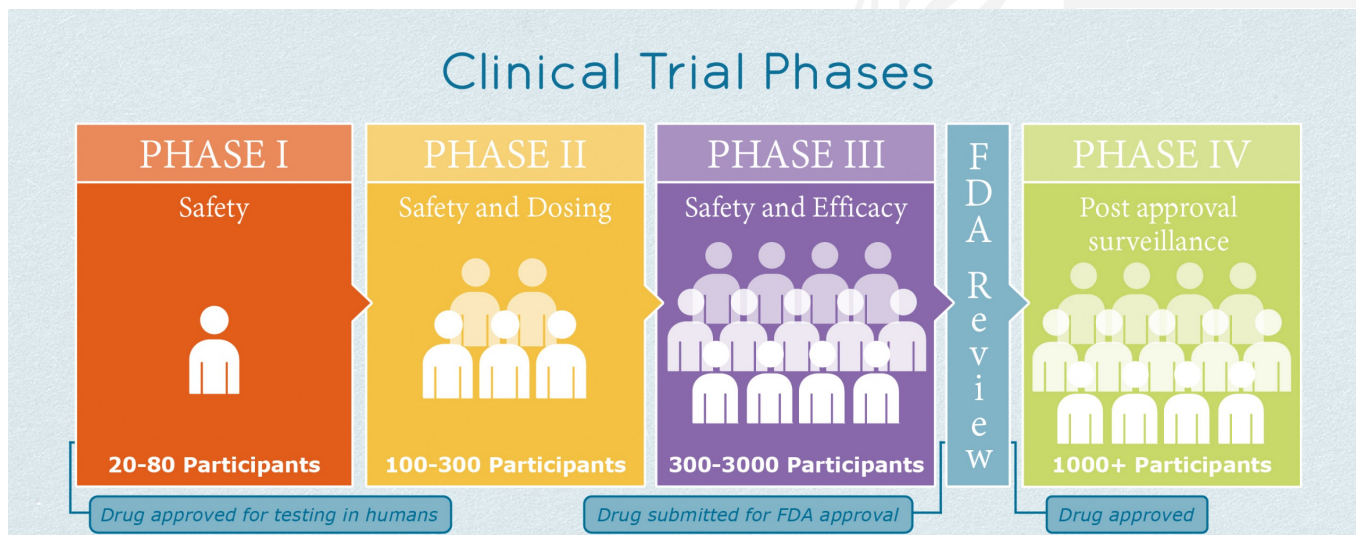 Clinical Trial Phases
PHASE I
Safety
20-80 Participants
PHASE II
Safety and Dosing
100-300 Participants
PHASE III
Safety and Efficacy
300-3000 Participants
FDA Review
PHASE IV
Post approval
surveillance
1000+ Participants
Drug approved for testing in humans
Drug submitted for FDA approval
Drug approved